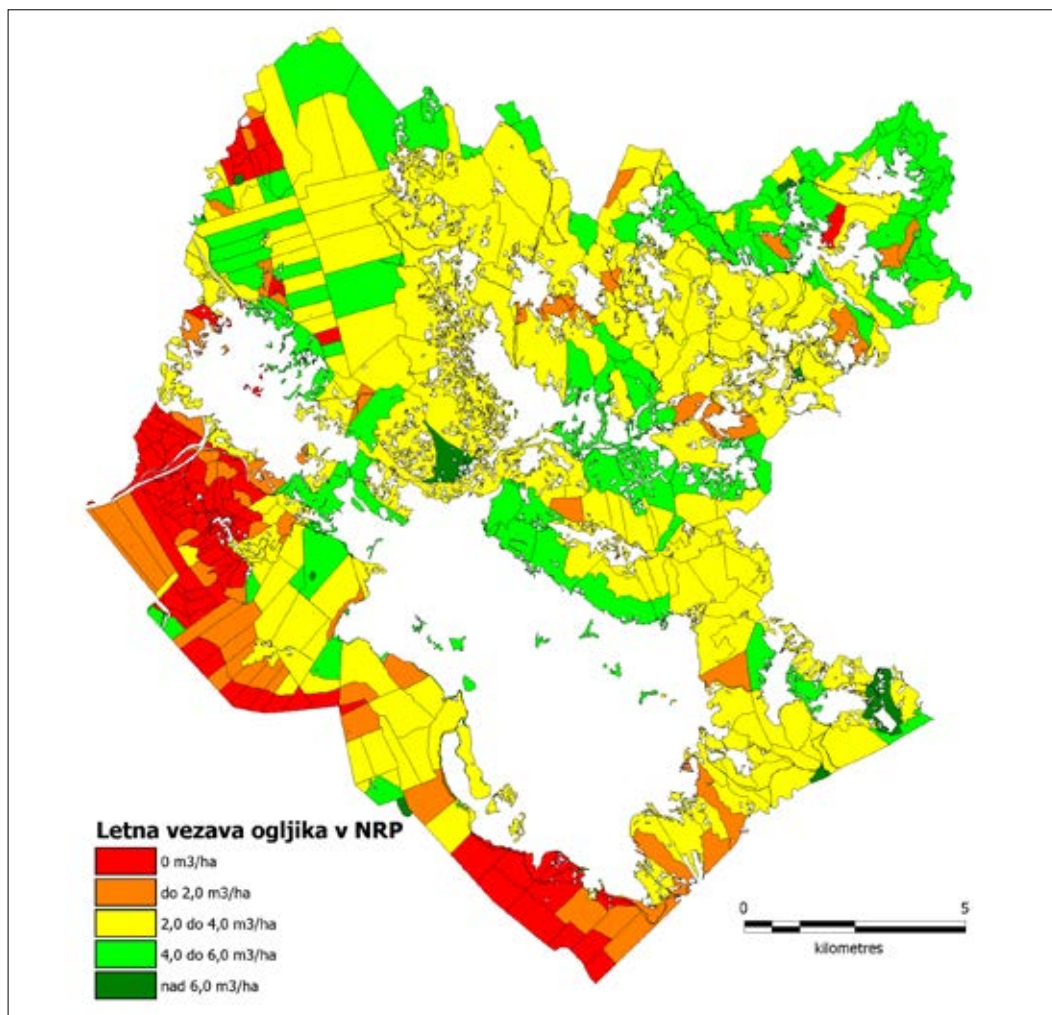 Letna vezava ogljika v NRP
0 m3/ha
do 2,0 m3/ha
2,0 do 4,0 m3/ha
4,0 do 6,0 m3/ha
nad 6,0 m3/ha
0 5
kilometres